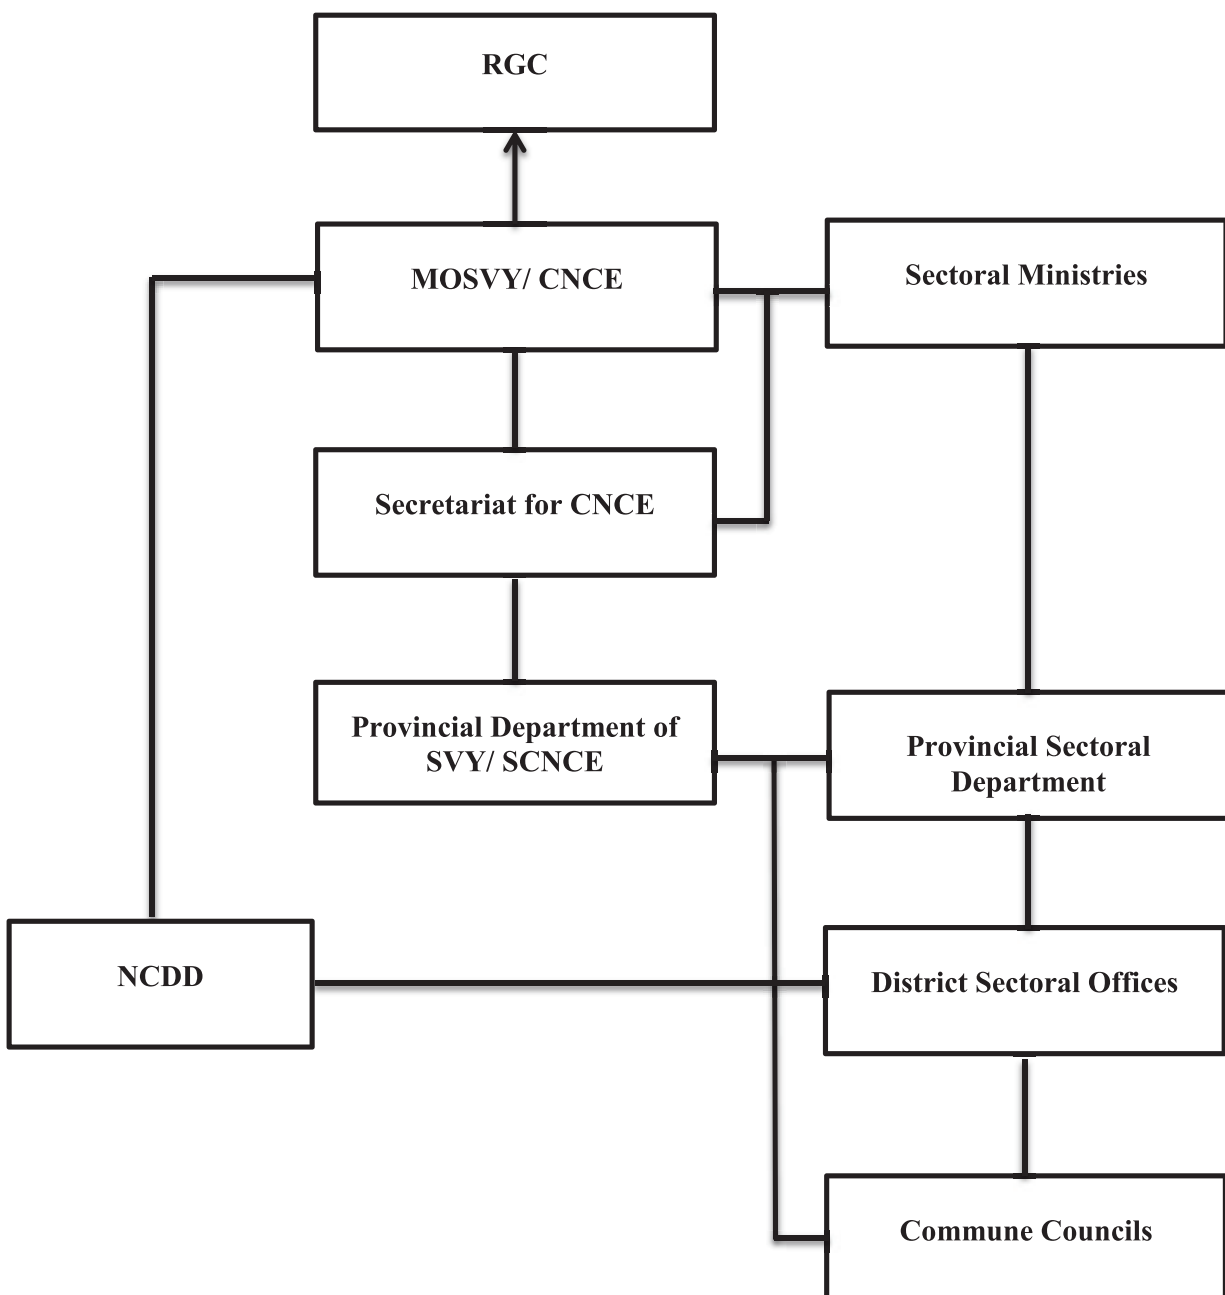 RGC
MOSVY/ CNCE
Sectoral Ministries
Secretariat for CNCE
Provincial Department of
SVY/ SCNCE
Provincial Sectoral
Department
NCDD
District Sectoral Offices
Commune Councils